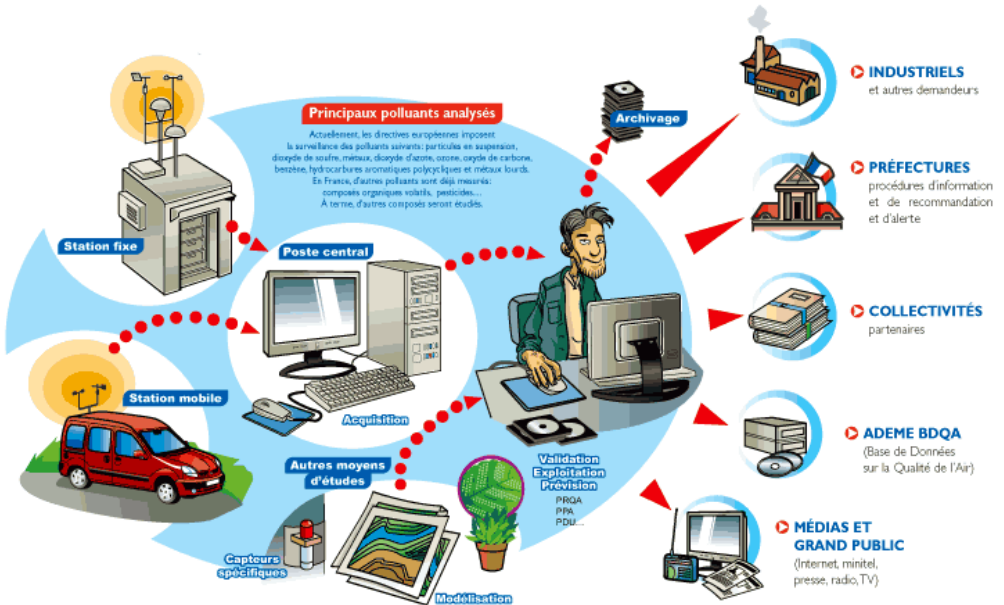 Principaux polluants analysés
Actuellement, les directives européennes imposent
la surveillance des polluants suivants: particules en suspension,
dioxyde de soufre, métaux, dioxyde d'azote, ozone, oxyde de carbone,
benzène, hydrocarbures aromatiques polycycliques et métaux lourds.
En France, d'autres polluants sont déjà mesurés:
composés organiques volatils, pesticides....
À terme, d'autres composés seront étudiés.
Station fixe
Poste central
Acquisition
Station mobile
Autres moyens
d'études
Capteurs
spécifiques
Modélisation
Archivage
Validation
Exploitation
Prévision
PRQA
PPA
PDU...
INDUSTRIELS
et autres demandeurs
PRÉFECTURES
procédures d'information
et de recommandation
et d'alerte
COLLECTIVITÉS
partenaires
ADEME BDQA
(Base de Données
sur la Qualité de l'Air)
MÉDIAS ET
GRAND PUBLIC
(Internet, minitel,
presse, radio, TV)